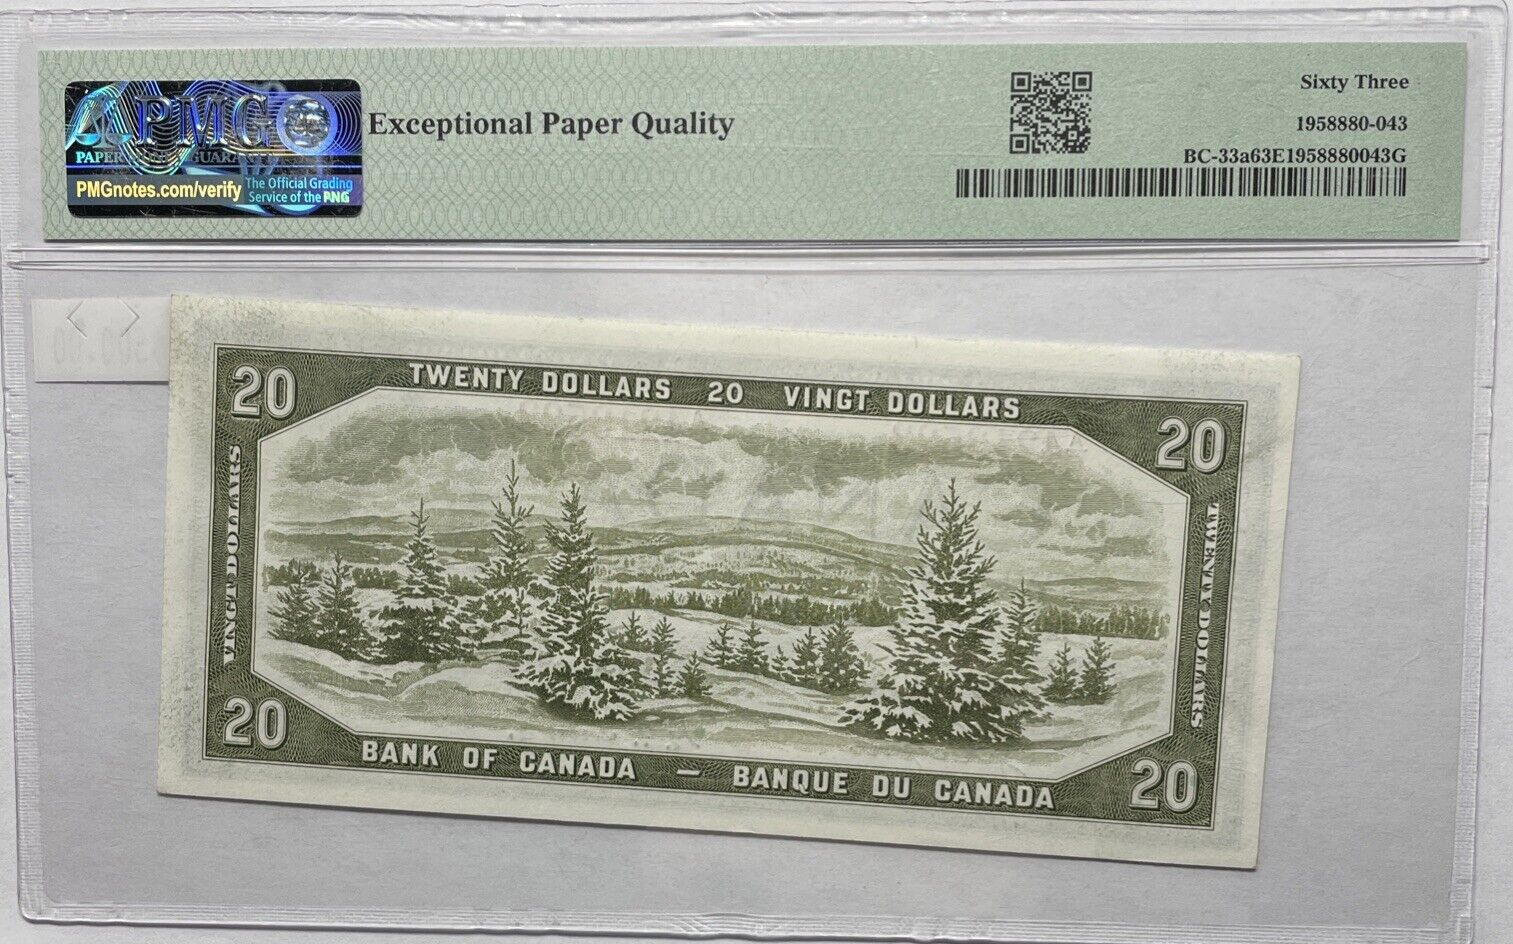 PMG
PAPER MONEY GUARANTY
PMGnotes.com/verify
The Official Grading
Service of the PNG
Exceptional Paper Quality
Sixty Three
1958880-043
BC-33a63E1958880043G
20
TWENTY DOLLARS 20 VINGT DOLLARS
20
VINGT DOLLARS
TWENTY DOLLARS
20
BANK OF CANADA — BANQUE DU CANADA
20